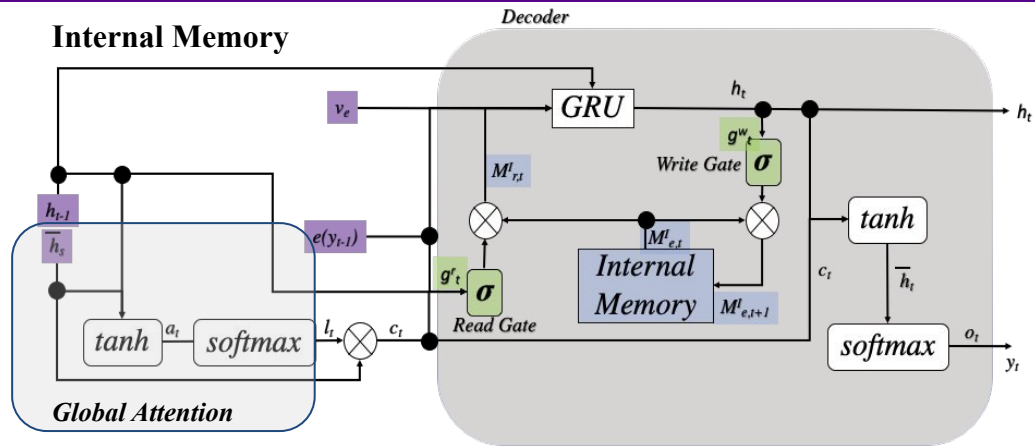 Decoder
Internal Memory
v_e
GRU
h_t
h_t
g^w_t
Write Gate
σ
M^I_{r,t}
h_{t-1}
h̅_s
e(y_{t-1})
M^I_{e,t}
tanh
g^r_t
σ
Read Gate
Internal
Memory
M^I_{e,t+1}
c_t
h̅_t
tanh
a_t
softmax
l_t
c_t
softmax
o_t
y_t
Global Attention